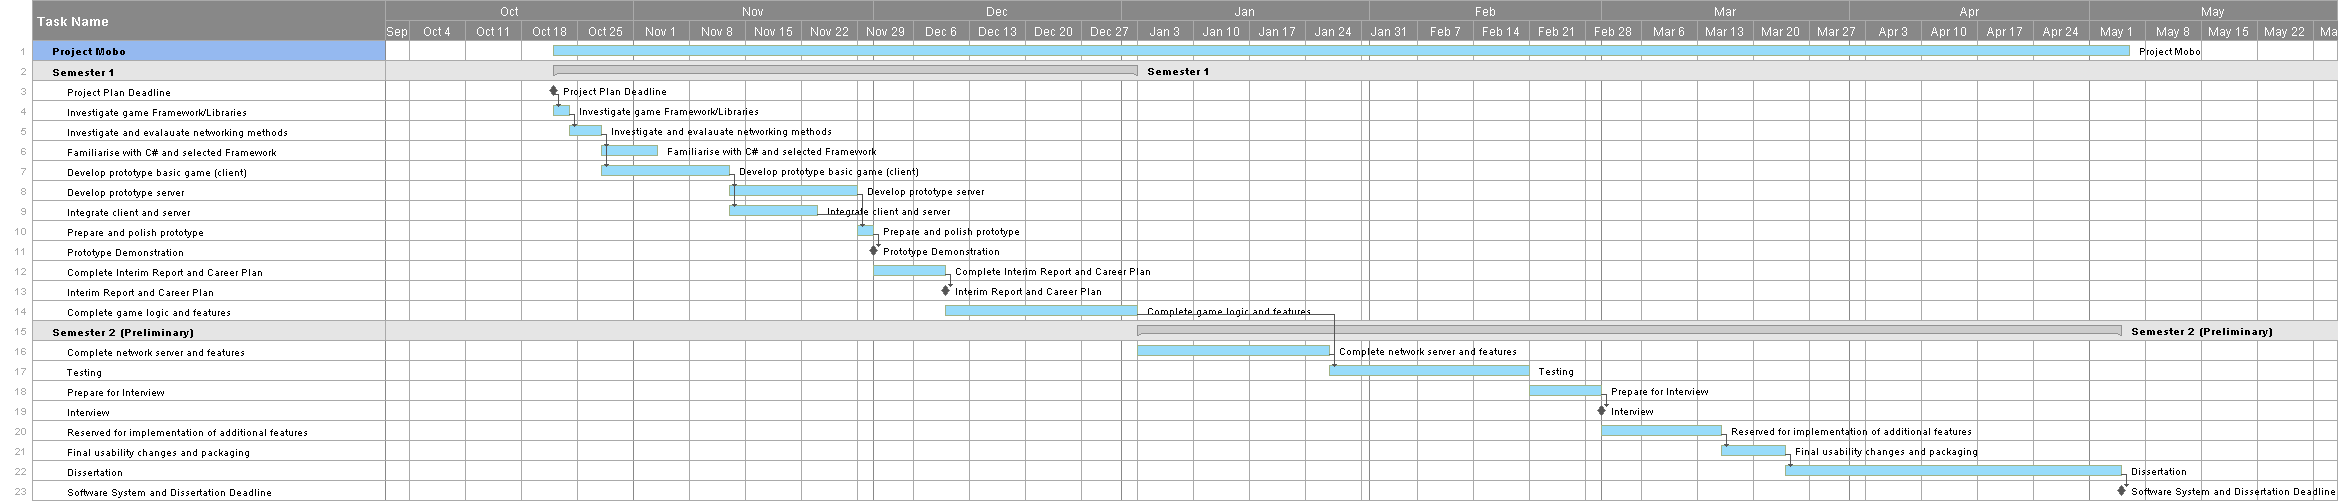 Task Name
Oct Nov Dec Jan Feb Mar Apr May
Sep Oct 4 Oct 11 Oct 18 Oct 25 Nov 1 Nov 8 Nov 15 Nov 22 Nov 29 Dec 6 Dec 13 Dec 20 Dec 27 Jan 3 Jan 10 Jan 17 Jan 24 Jan 31 Feb 7 Feb 14 Feb 21 Feb 28 Mar 6 Mar 13 Mar 20 Mar 27 Apr 3 Apr 10 Apr 17 Apr 24 May 1 May 8 May 15 May 22 Ma
1 Project Mobo Project Mobo
2 Semester 1 Semester 1
3 Project Plan Deadline Project Plan Deadline
4 Investigate game Framework/Libraries Investigate game Framework/Libraries
5 Investigate and evalauate networking methods Investigate and evalauate networking methods
6 Familiarise with C# and selected Framework Familiarise with C# and selected Framework
7 Develop prototype basic game (client) Develop prototype basic game (client)
8 Develop prototype server Develop prototype server
9 Integrate client and server Integrate client and server
10 Prepare and polish prototype Prepare and polish prototype
11 Prototype Demonstration Prototype Demonstration
12 Complete Interim Report and Career Plan Complete Interim Report and Career Plan
13 Interim Report and Career Plan Interim Report and Career Plan
14 Complete game logic and features Complete game logic and features
15 Semester 2 (Preliminary) Semester 2 (Preliminary)
16 Complete network server and features Complete network server and features
17 Testing Testing
18 Prepare for Interview Prepare for Interview
19 Interview Interview
20 Reserved for implementation of additional features Reserved for implementation of additional features
21 Final usability changes and packaging Final usability changes and packaging
22 Dissertation Dissertation
23 Software System and Dissertation Deadline Software System and Dissertation Deadline